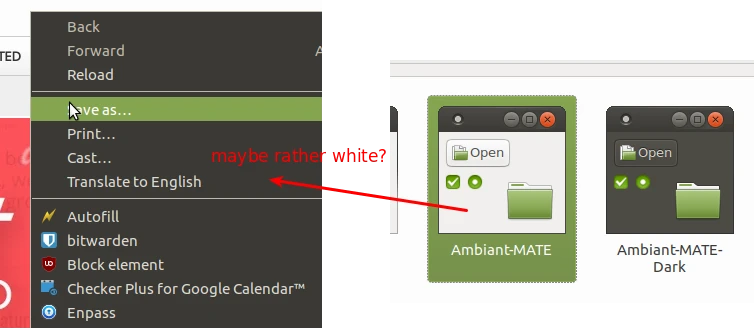 Back
Forward
Reload
TED
ave as...
Print...
Cast...
maybe rather white?
Translate to English
Autofill
bitwarden
Block element
Checker Plus for Google Calendar™
Enpass
Open
Ambiant-MATE
Open
Ambiant-MATE-
Dark